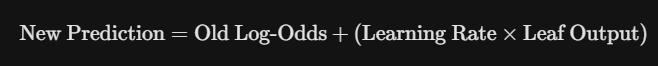 New Prediction = Old Log-Odds + (Learning Rate × Leaf Output)